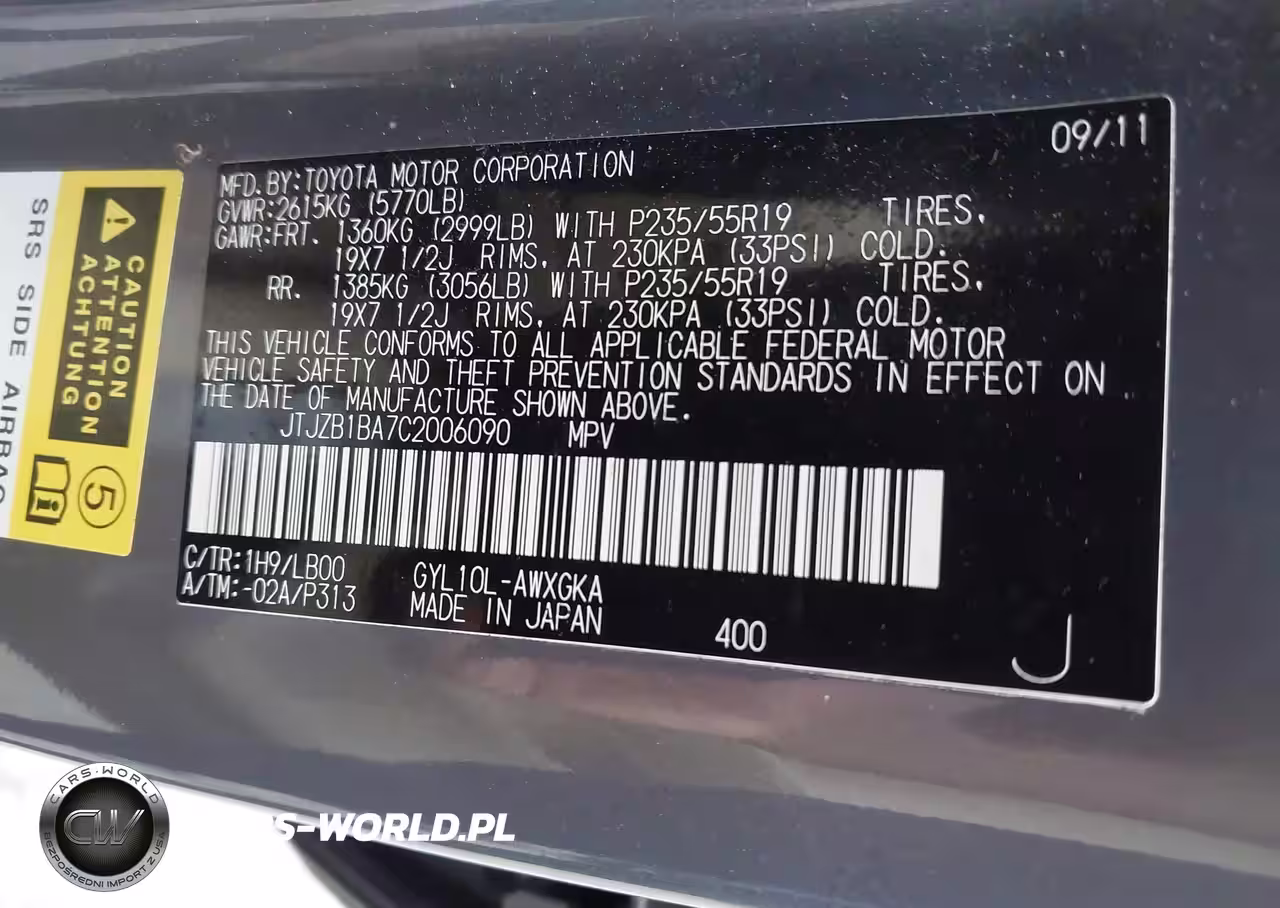 09/11
MFD. BY: TOYOTA MOTOR CORPORATION
GVWR: 2615KG (5770LB)
GAWR: FRT. 1360KG (2999LB) WITH P235/55R19 TIRES,
19X7 1/2J RIMS, AT 230KPA (33PSI) COLD.
RR. 1385KG (3056LB) WITH P235/55R19 TIRES,
19X7 1/2J RIMS, AT 230KPA (33PSI) COLD.
THIS VEHICLE CONFORMS TO ALL APPLICABLE FEDERAL MOTOR
VEHICLE SAFETY AND THEFT PREVENTION STANDARDS IN EFFECT ON
THE DATE OF MANUFACTURE SHOWN ABOVE.
JTJZB1BA7C2006090 MPV
C/TR: 1H9/LB00 GYL10L-AWXGKA
A/TM: -02A/P313 MADE IN JAPAN
400
J
CAUTION
ATTENTION
ACHTUNG
5
i
SRS SIDE AIRBAG
CARS-WORLD
CW
BEZPOŚREDNI IMPORT Z USA
S-WORLD.PL